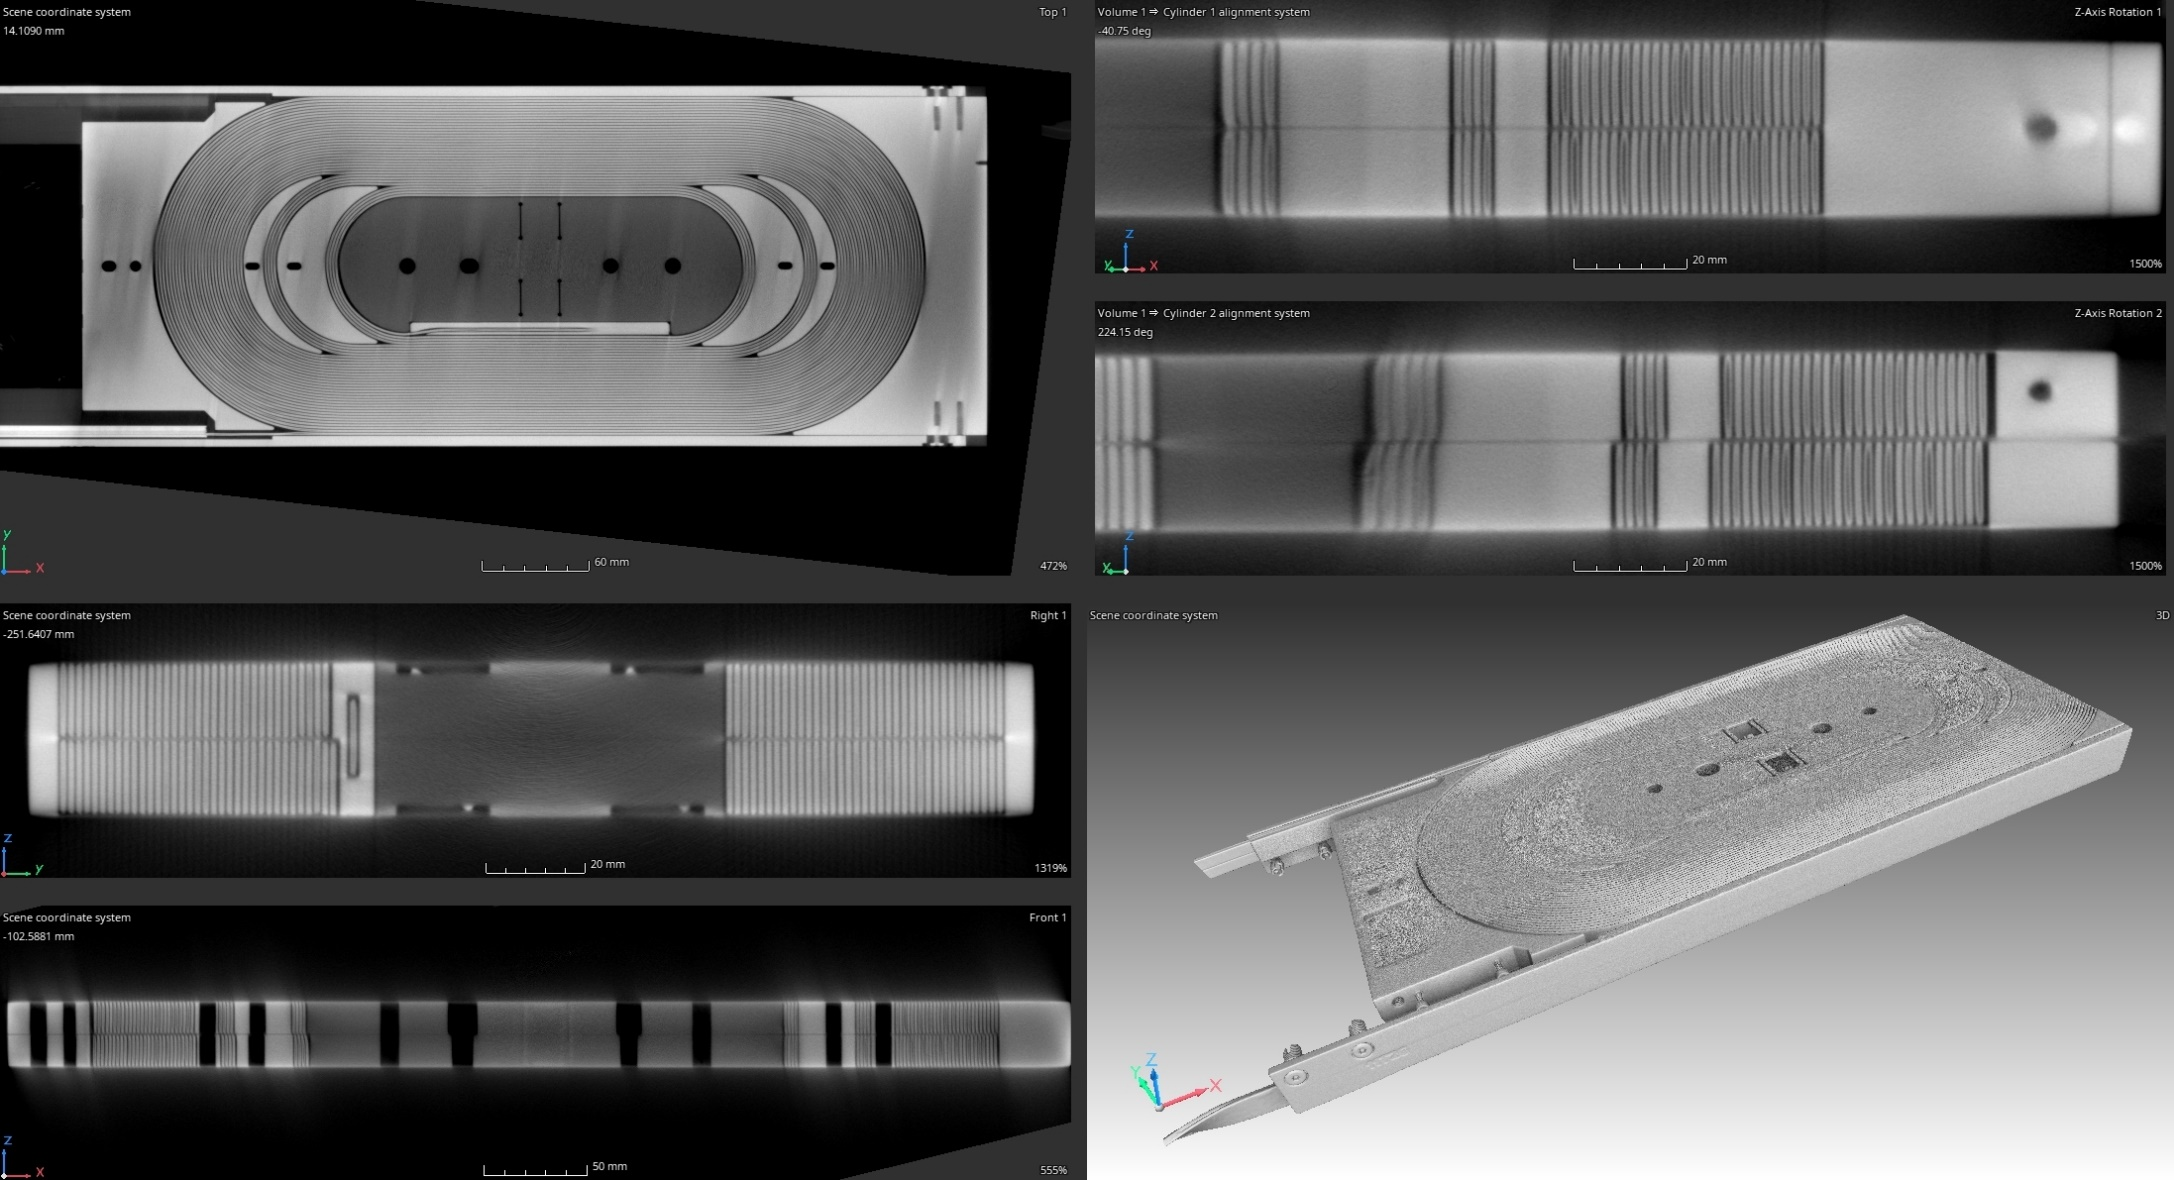 Scene coordinate system
Top 1
14.1090 mm
60 mm
y
x
472%
Volume 1 ⇒ Cylinder 1 alignment system
Z-Axis Rotation 1
-40.75 deg
z
y
x
20 mm
1500%
Volume 1 ⇒ Cylinder 2 alignment system
Z-Axis Rotation 2
224.15 deg
z
y
20 mm
1500%
Scene coordinate system
Right 1
-251.6407 mm
z
y
20 mm
1319%
Scene coordinate system
Front 1
-102.5881 mm
z
x
50 mm
555%
Scene coordinate system
3D
Y
Z
X